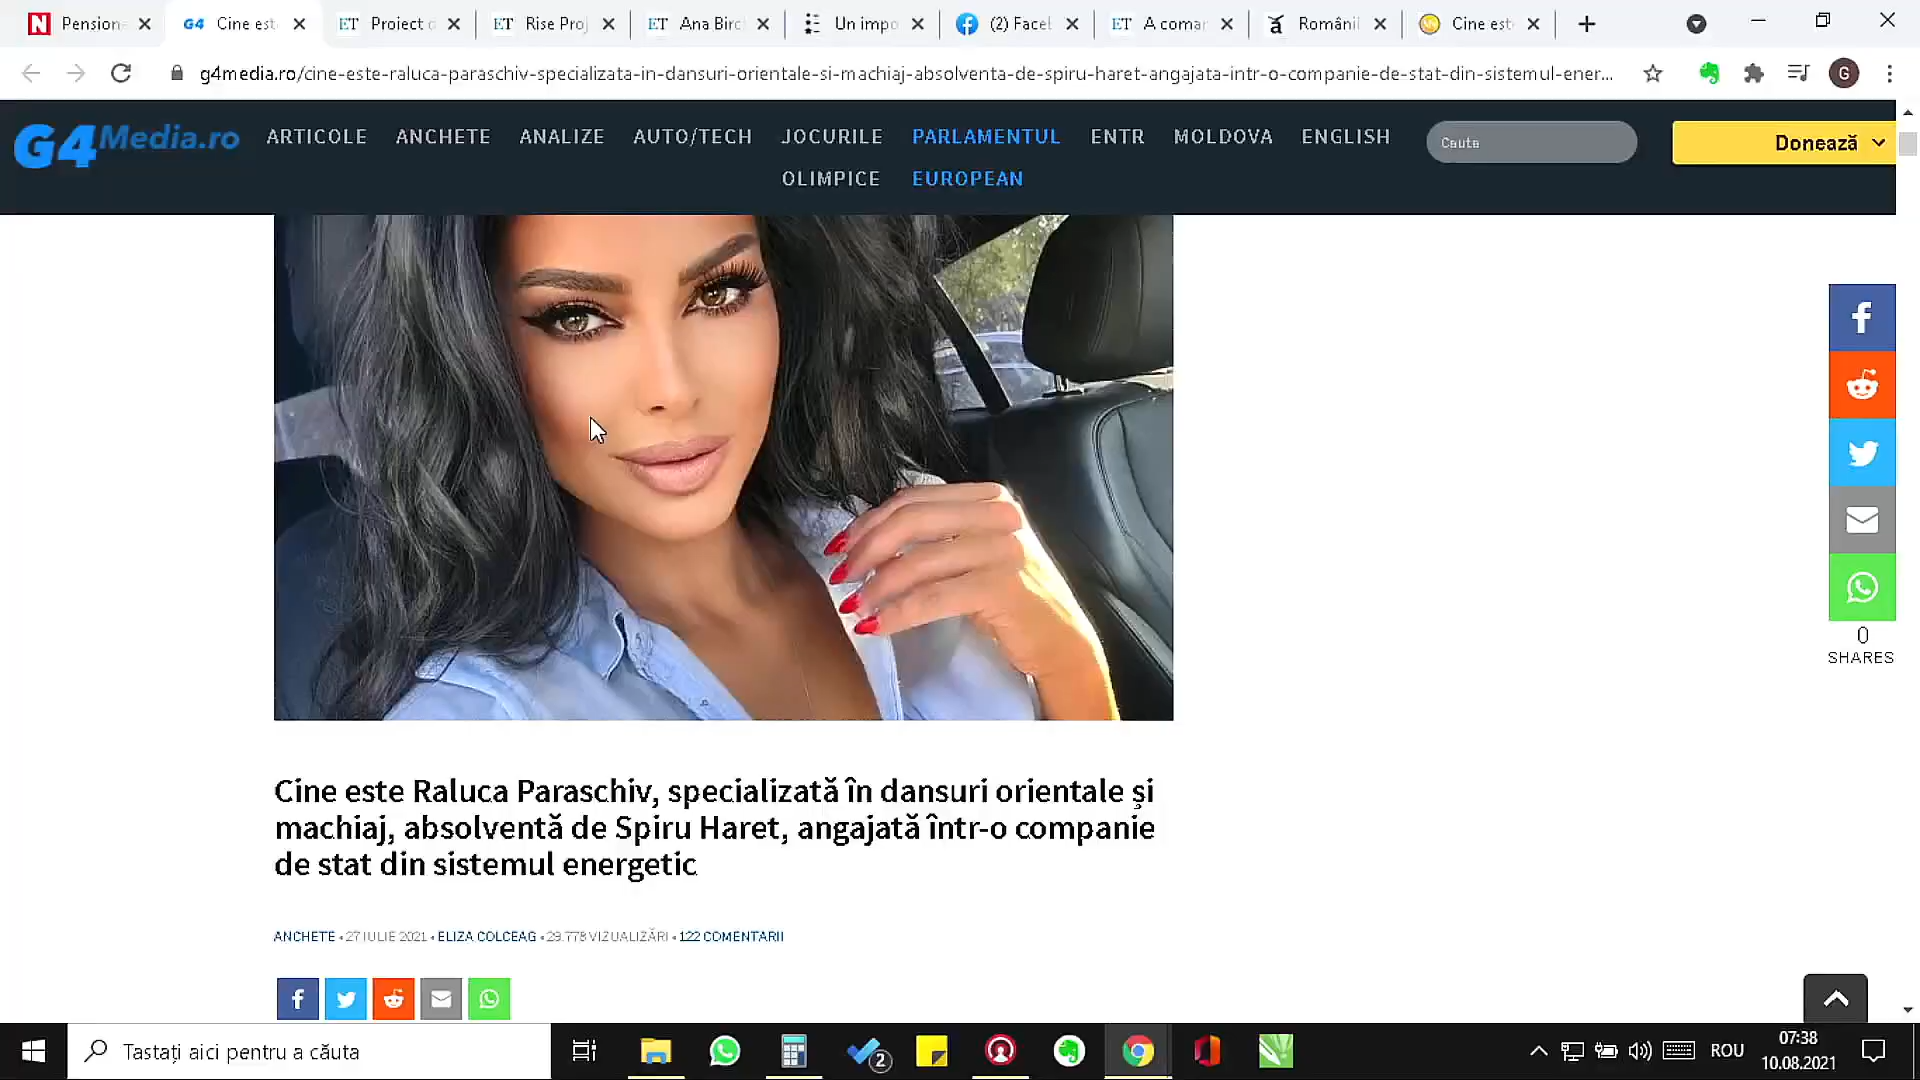 Pension
Cine est
Proiect d
Rise Proj
Ana Birc
Un impo
(2) Facel
A comar
Românii
Cine est
g4media.ro/cine-este-raluca-paraschiv-specializata-in-dansuri-orientale-si-machiaj-absolventa-de-spiru-haret-angajata-intr-o-companie-de-stat-din-sistemul-ener...
G
G4Media.ro
ARTICOLE
ANCHETE
ANALIZE
AUTO/TECH
JOCURILE OLIMPICE
PARLAMENTUL EUROPEAN
ENTR
MOLDOVA
ENGLISH
Cauta
Donează
0
SHARES
Cine este Raluca Paraschiv, specializată în dansuri orientale și
machiaj, absolventă de Spiru Haret, angajată într-o companie
de stat din sistemul energetic
ANCHETE • 27 IULIE 2021 • ELIZA COLCEAG • 29.778 VIZUALIZĂRI • 122 COMENTARII
Tastați aici pentru a căuta
2
ROU
07:38
10.08.2021